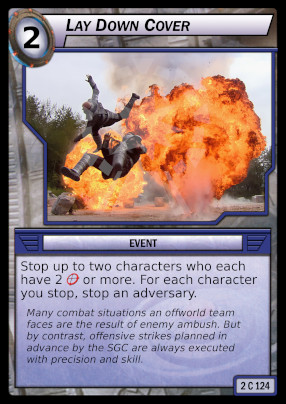 2
LAY DOWN COVER
EVENT
Stop up to two characters who each
have 2 or more. For each character
you stop, stop an adversary.
Many combat situations an offworld team
faces are the result of enemy ambush. But
by contrast, offensive strikes planned in
advance by the SGC are always executed
with precision and skill.
2 C 124